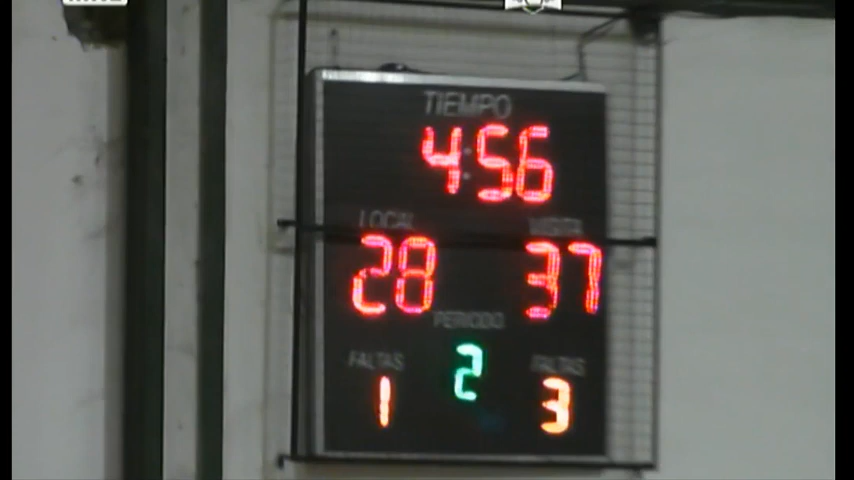 TIEMPO
4:56
LOCAL VISITA
28 37
PERIODO
FALTAS 2 FALTAS
1 3